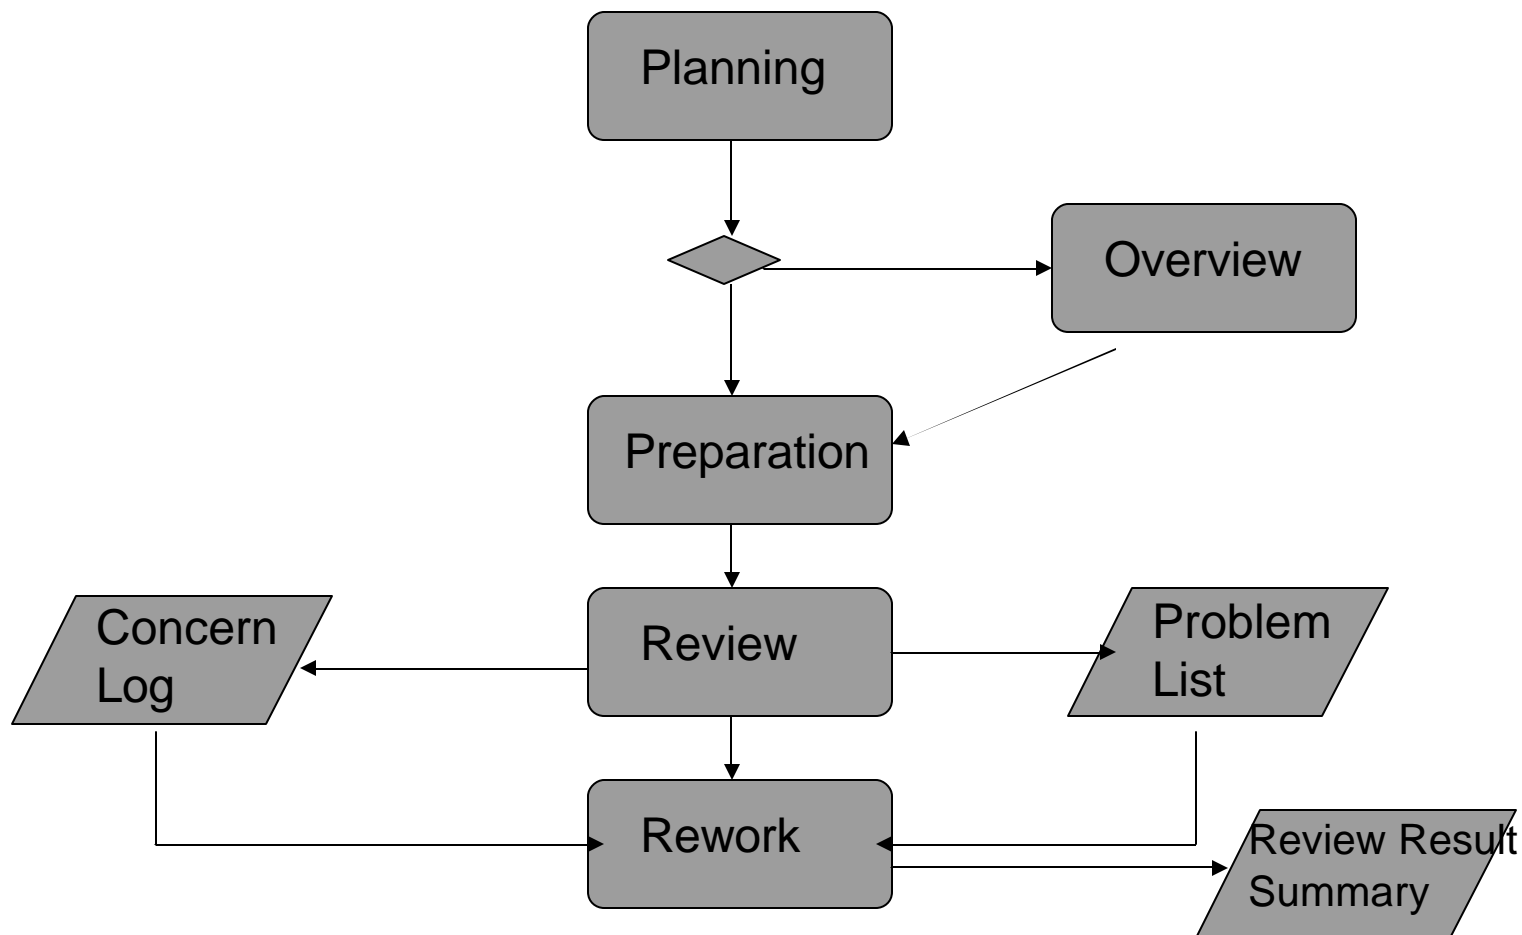 Planning
Overview
Preparation
Concern
Log
Review
Problem
List
Rework
Review Result
Summary